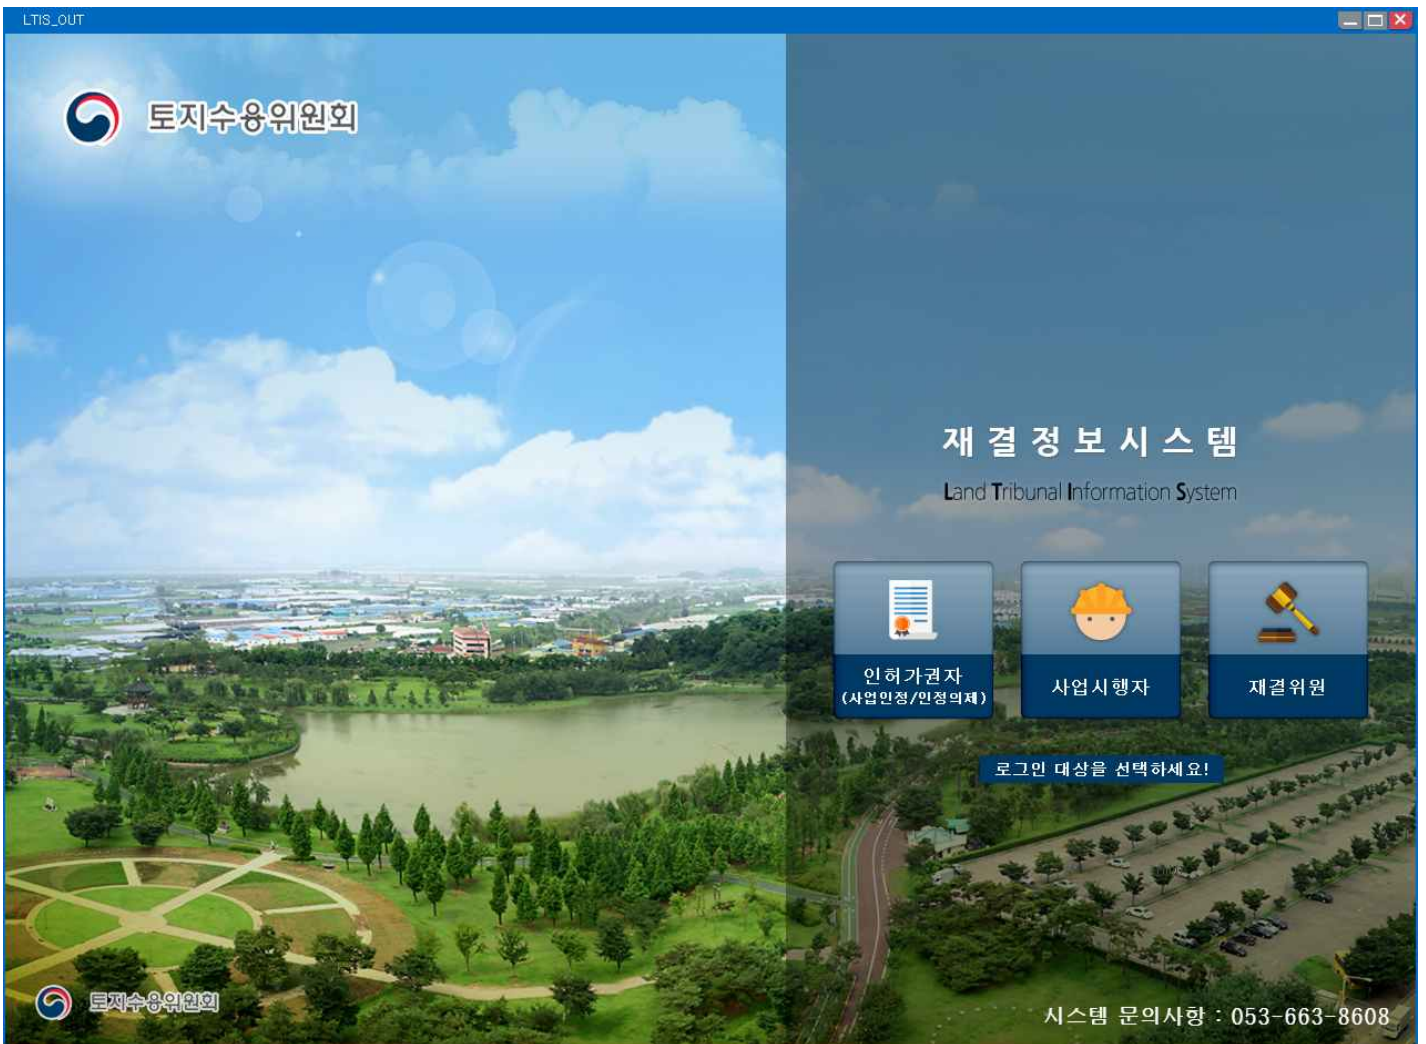 LTIS_OUT
토지수용위원회
재결정보시스템
Land Tribunal Information System
인허가권자
(사업인정/인정의제)
사업시행자
재결위원
로그인 대상을 선택하세요!
토지수용위원회
시스템 문의사항 : 053-663-8608